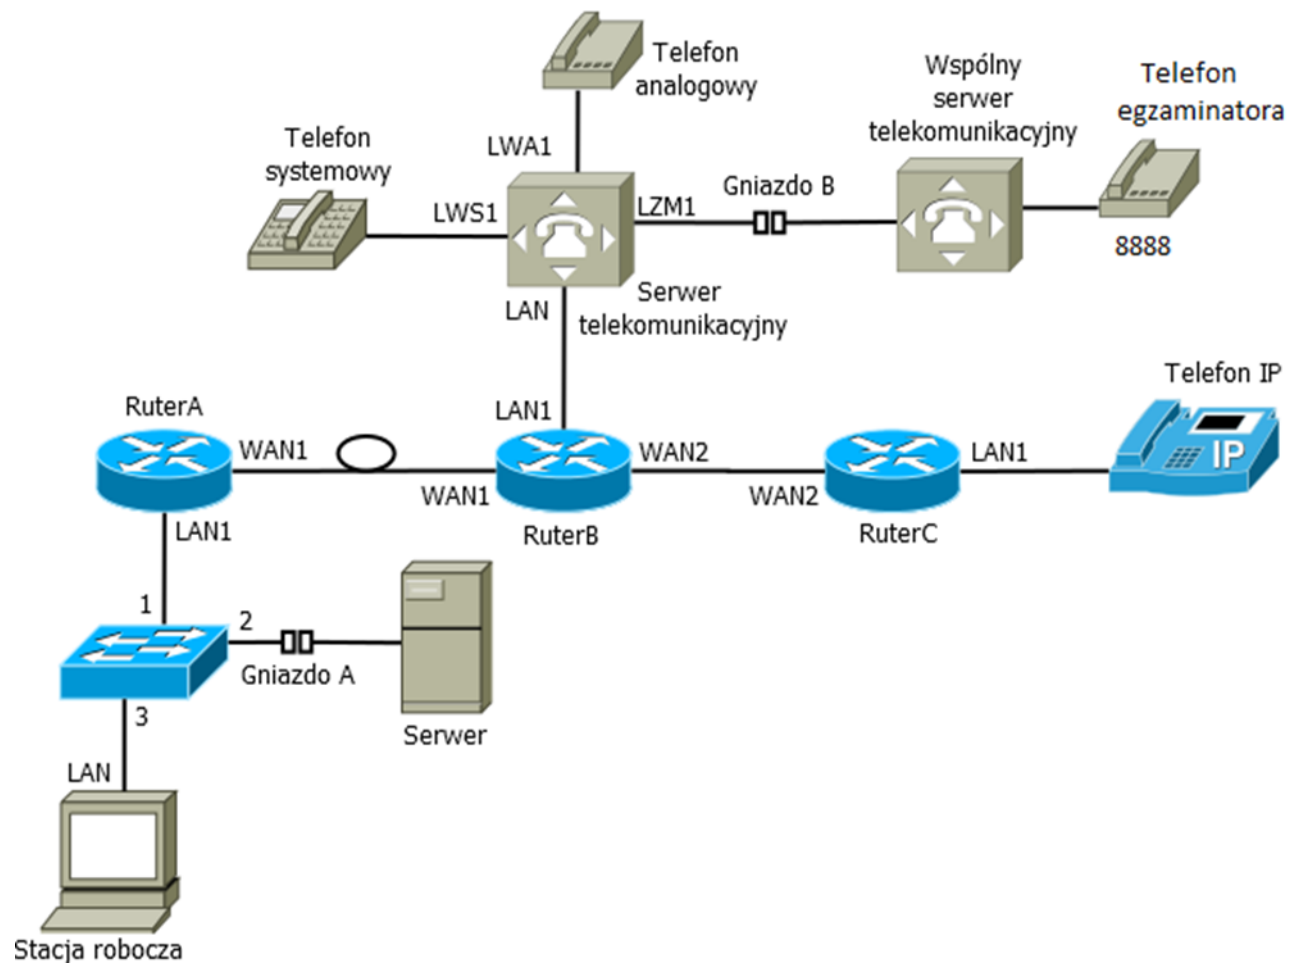 Telefon
analogowy
Wspólny
serwer
telekomunikacyjny
Telefon
egzaminatora
Telefon
systemowy
LWA1
Gniazdo B
LWS1
LZM1
8888
LAN
Serwer
telekomunikacyjny
Telefon IP
RuterA
LAN1
WAN1
WAN2
LAN1
IP
WAN1
WAN2
RuterB
RuterC
LAN1
1
2
Gniazdo A
3
Serwer
LAN
Stacja robocza